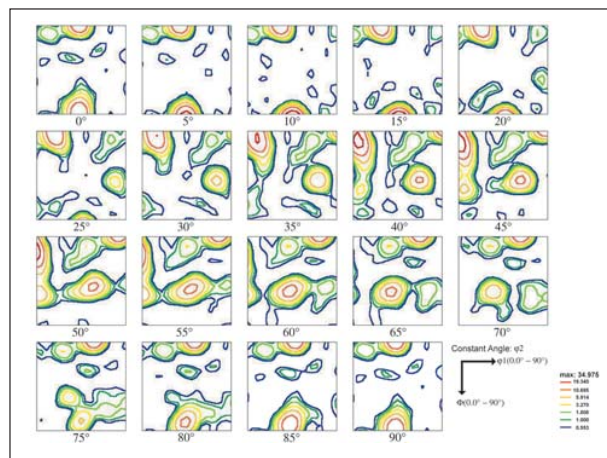 0° 5° 10° 15° 20°
25° 30° 35° 40° 45°
50° 55° 60° 65° 70°
Constant Angle: φ2
φ1(0.0° – 90°)
Φ(0.0° – 90°)
max: 34.975
75° 80° 85° 90°